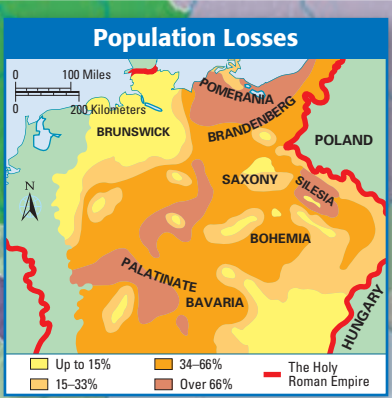 Population Losses
0 100 Miles
0 200 Kilometers
POMERANIA
BRANDENBERG
BRUNSWICK
POLAND
N
SAXONY
SILESIA
BOHEMIA
PALATINATE
BAVARIA
HUNGARY
Up to 15%
34–66%
15–33%
Over 66%
The Holy
Roman Empire